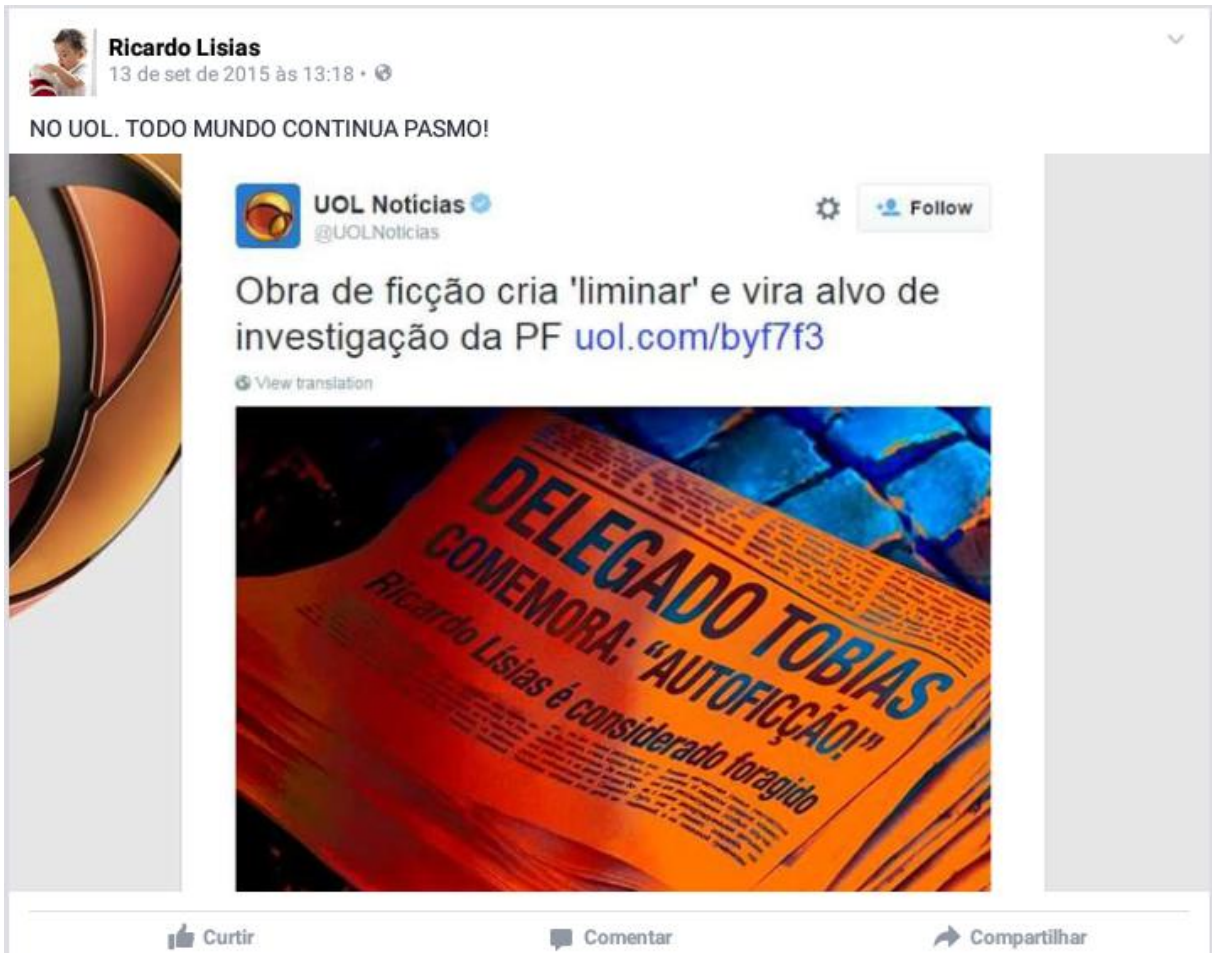 Ricardo Lisias
13 de set de 2015 às 13:18 •
NO UOL. TODO MUNDO CONTINUA PASMO!
UOL Notícias
@UOLNoticias
Follow
Obra de ficção cria 'liminar' e vira alvo de
investigação da PF uol.com/byf7f3
View translation
DELEGADO TOBIAS
COMEMORA: “AUTOFICÇÃO!”
Ricardo Lísias é considerado foragido
Curtir
Comentar
Compartilhar